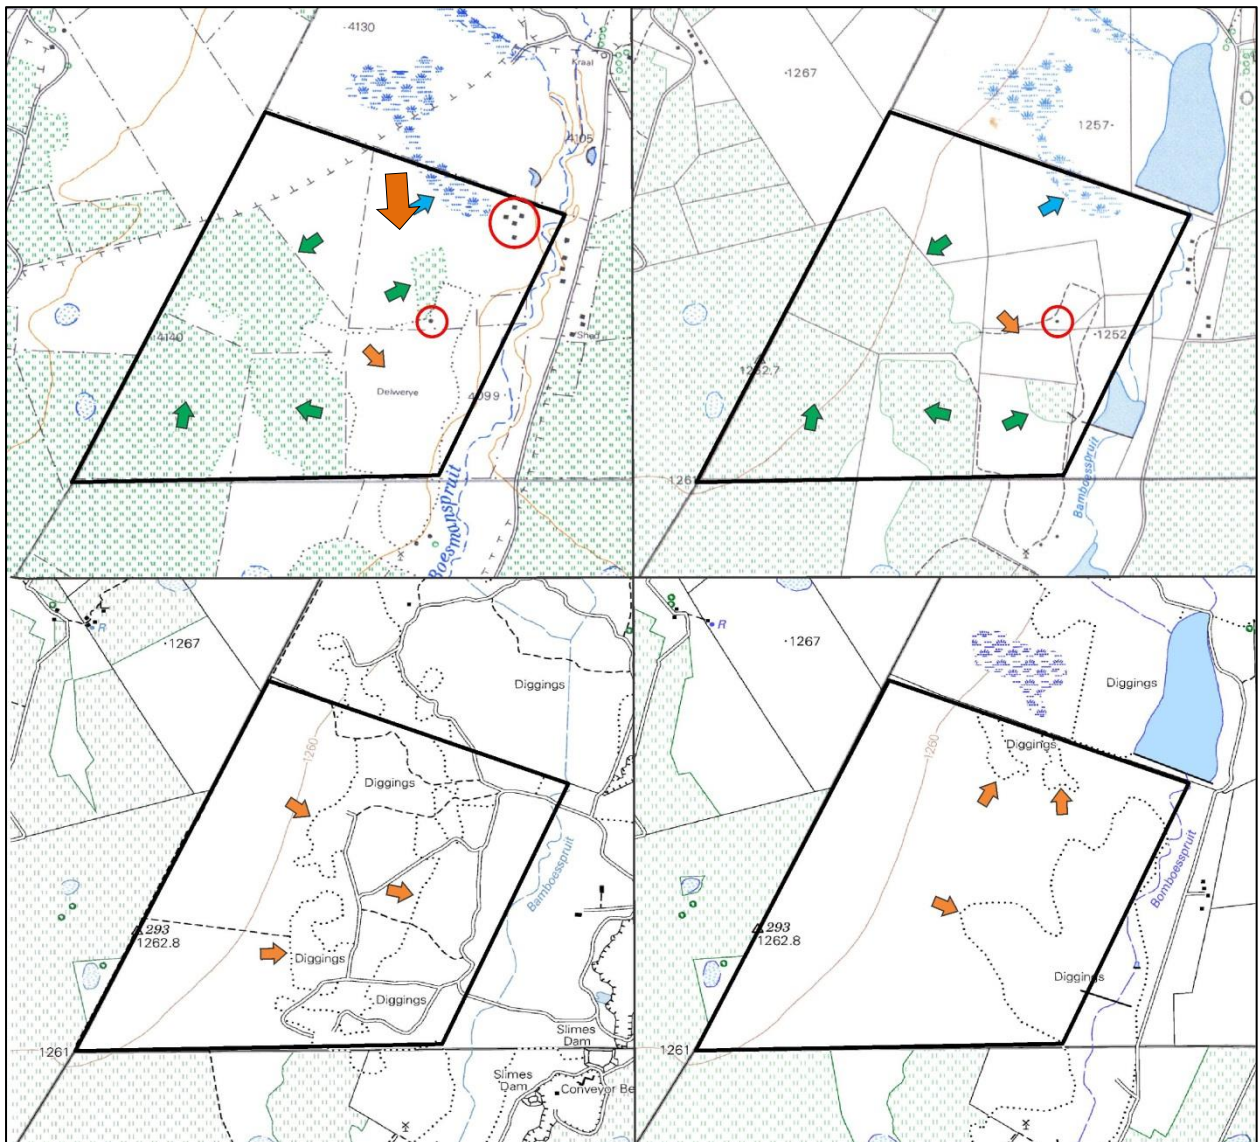 ·4130
Kraal
4105
·4140
Shed
Delwerye
4099·
Boesmanspruit
·1267
1257·
·1252
1262.7
1261
Bamboesspruit
R
·1267
Diggings
1260
Diggings
293
1262.8
Diggings
Diggings
Bamboesspruit
1261
Slimes
Dam
Slimes
Dam
Conveyor Be
R
·1267
Diggings
Diggings
1260
Bomboesspruit
293
1262.8
Diggings
1261